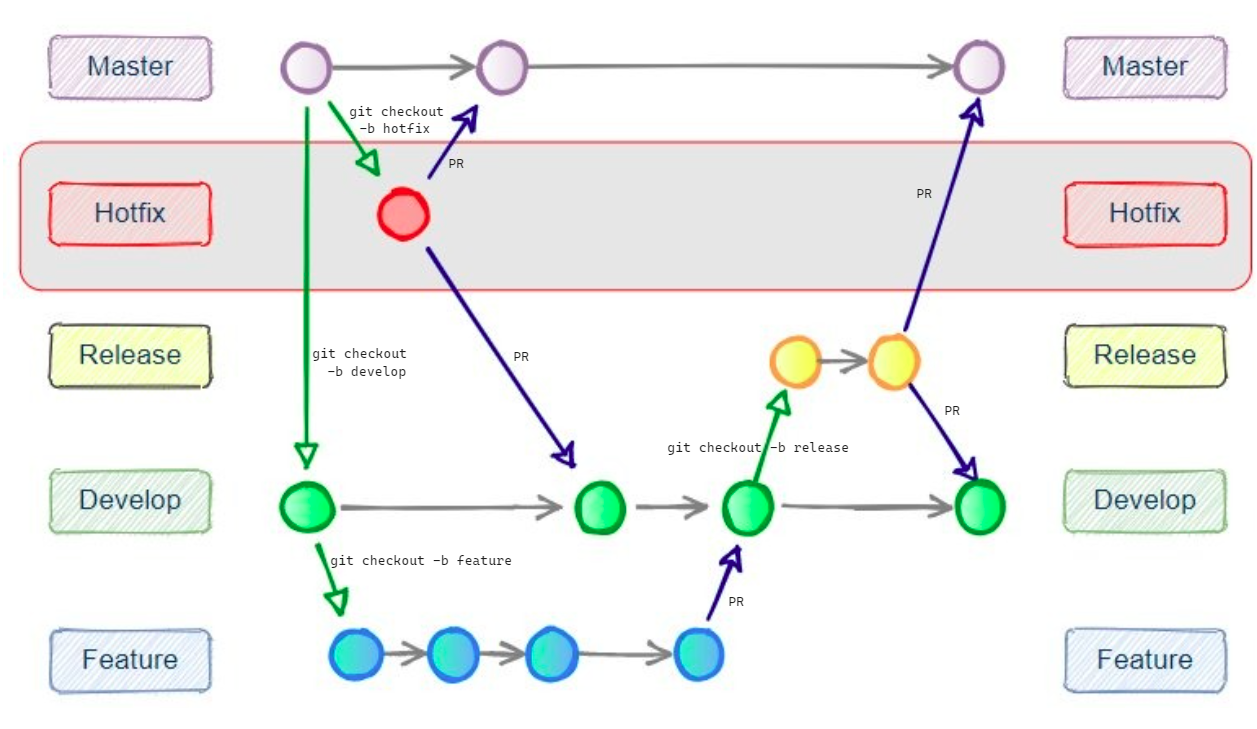 Master
Master
git checkout
-b hotfix
PR
Hotfix
PR
Hotfix
Release
git checkout
-b develop
PR
Release
PR
git checkout -b release
Develop
Develop
git checkout -b feature
PR
Feature
Feature